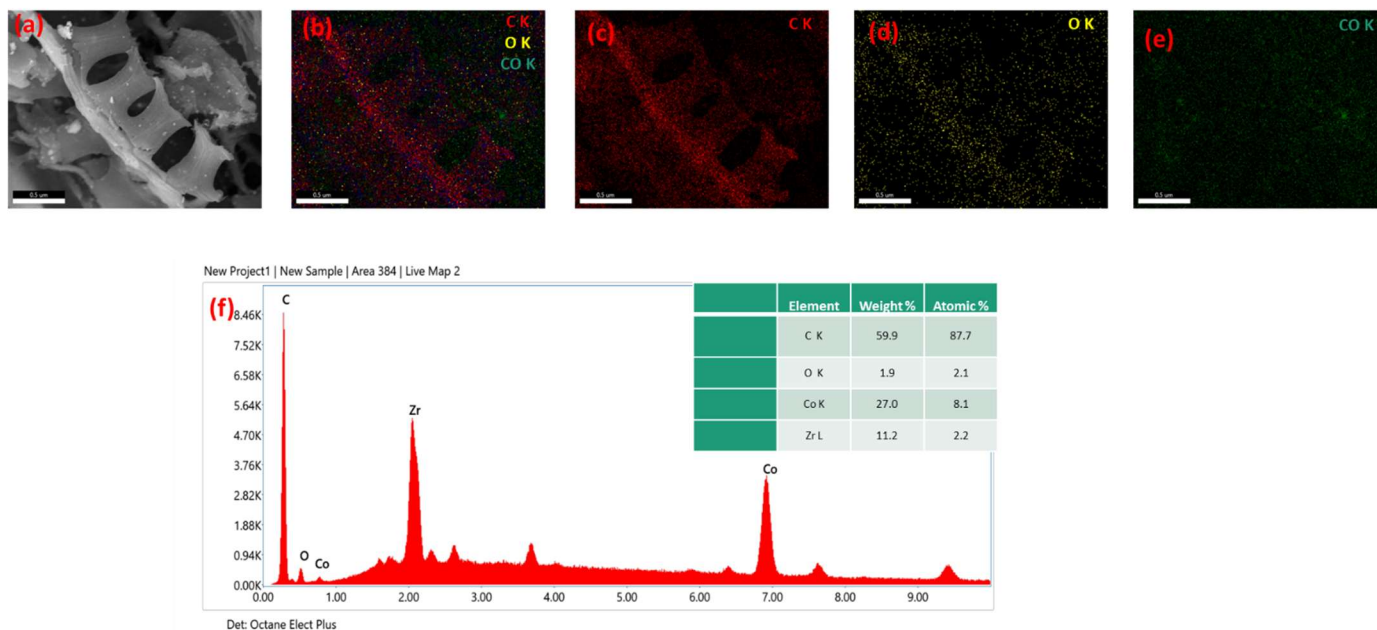 (a)
0.5 um
(b)
C K
O K
CO K
0.5 um
(c)
C K
0.5 um
(d)
O K
0.5 um
(e)
CO K
0.5 um
New Project1 | New Sample | Area 384 | Live Map 2
(f)
8.46K
7.52K
6.58K
5.64K
4.70K
3.76K
2.82K
1.88K
0.94K
0.00K
0.00 1.00 2.00 3.00 4.00 5.00 6.00 7.00 8.00 9.00
C
O
Co
Zr
Co
Element Weight % Atomic %
C K 59.9 87.7
O K 1.9 2.1
Co K 27.0 8.1
Zr L 11.2 2.2
Det: Octane Elect Plus